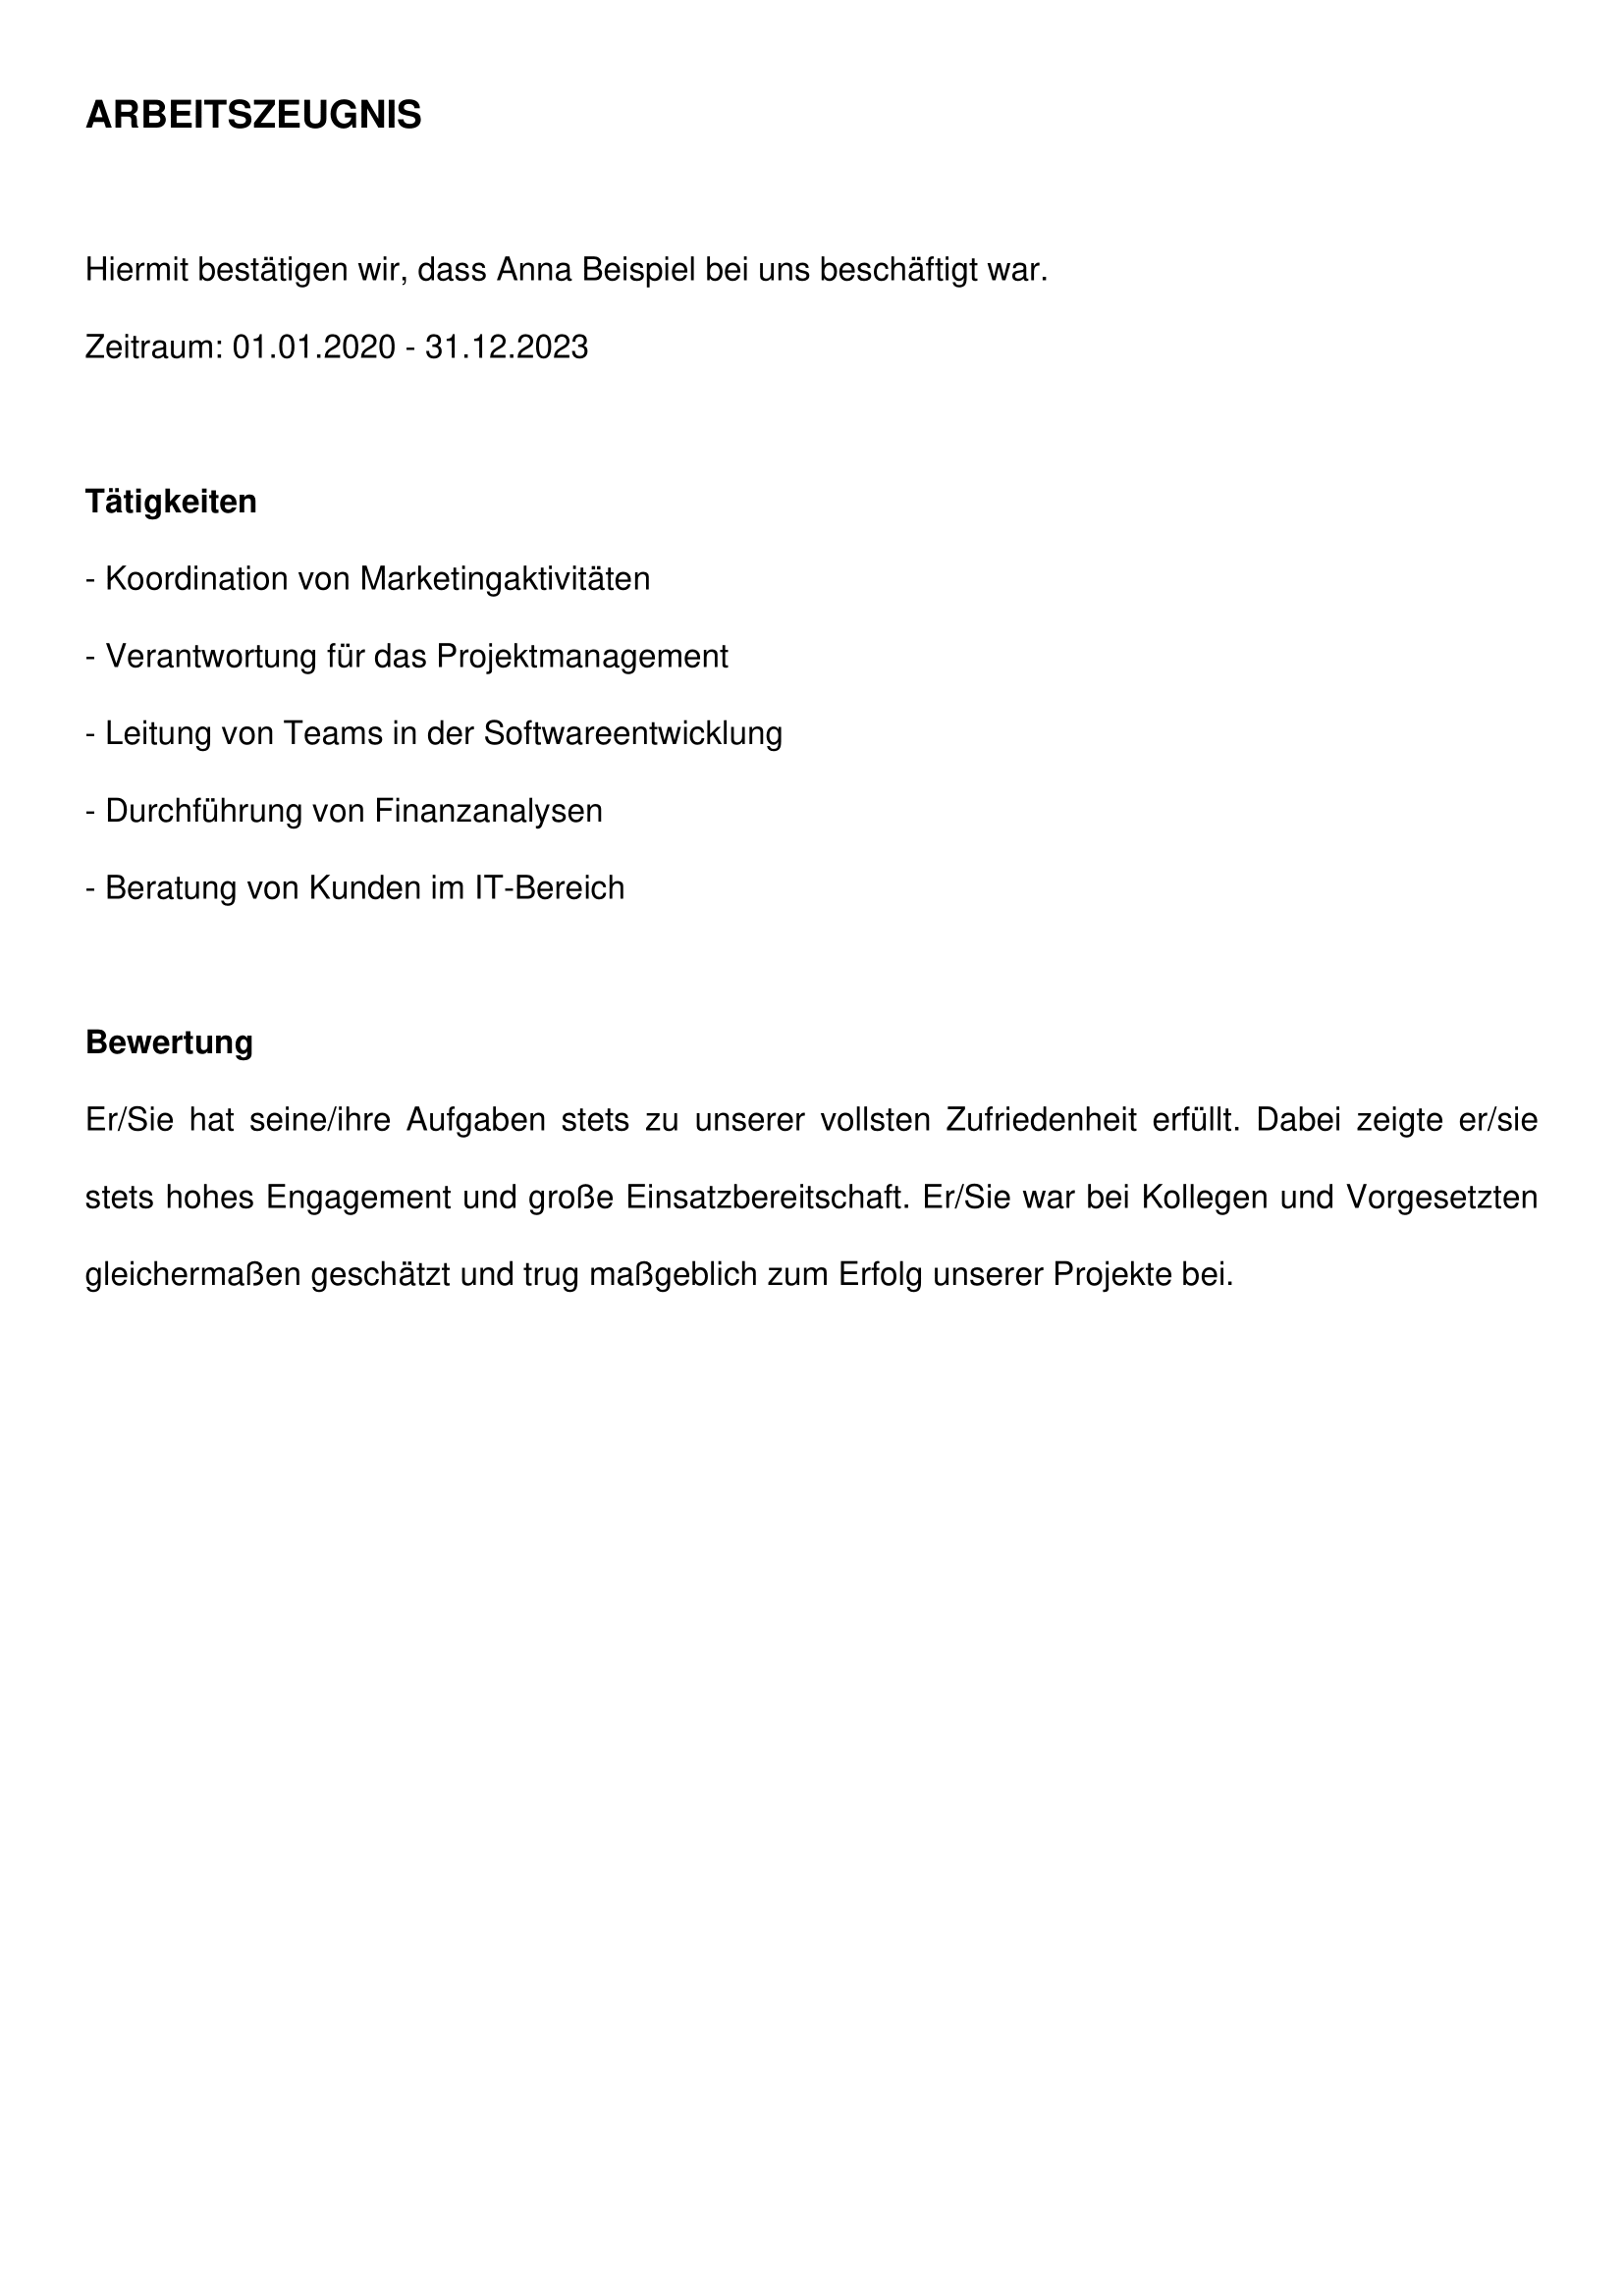 ARBEITSZEUGNIS
Hiermit bestätigen wir, dass Anna Beispiel bei uns beschäftigt war.
Zeitraum: 01.01.2020 - 31.12.2023
Tätigkeiten
- Koordination von Marketingaktivitäten
- Verantwortung für das Projektmanagement
- Leitung von Teams in der Softwareentwicklung
- Durchführung von Finanzanalysen
- Beratung von Kunden im IT-Bereich
Bewertung
Er/Sie hat seine/ihre Aufgaben stets zu unserer vollsten Zufriedenheit erfüllt. Dabei zeigte er/sie
stets hohes Engagement und große Einsatzbereitschaft. Er/Sie war bei Kollegen und Vorgesetzten
gleichermaßen geschätzt und trug maßgeblich zum Erfolg unserer Projekte bei.